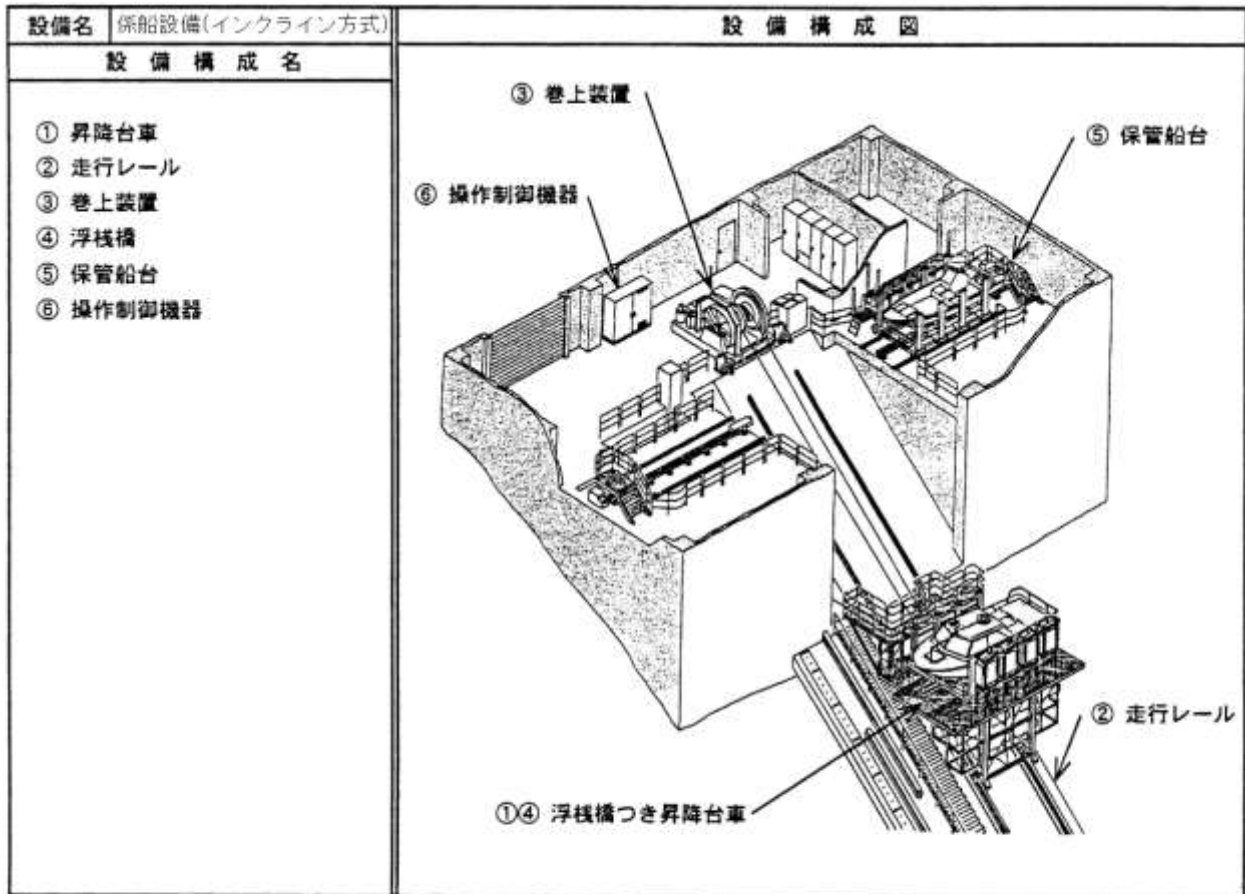 設備名 係船設備(インクライン方式)
設備構成名
① 昇降台車
② 走行レール
③ 巻上装置
④ 浮桟橋
⑤ 保管船台
⑥ 操作制御機器
設備構成図
③ 巻上装置
⑤ 保管船台
⑥ 操作制御機器
② 走行レール
①④ 浮桟橋つき昇降台車